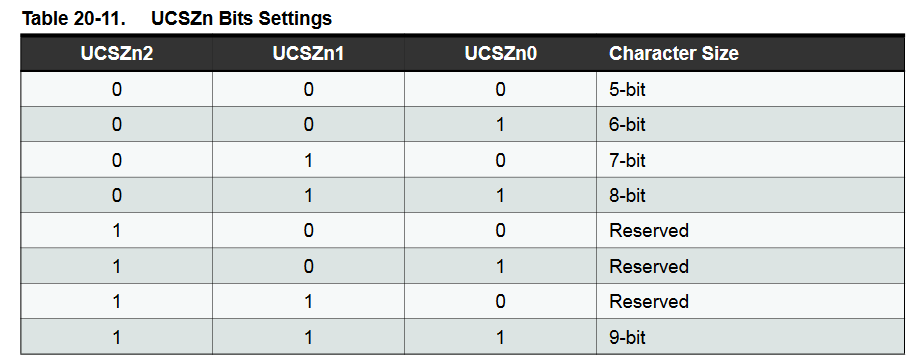 Table 20-11. UCSZn Bits Settings
UCSZn2 UCSZn1 UCSZn0 Character Size
0 0 0 5-bit
0 0 1 6-bit
0 1 0 7-bit
0 1 1 8-bit
1 0 0 Reserved
1 0 1 Reserved
1 1 0 Reserved
1 1 1 9-bit